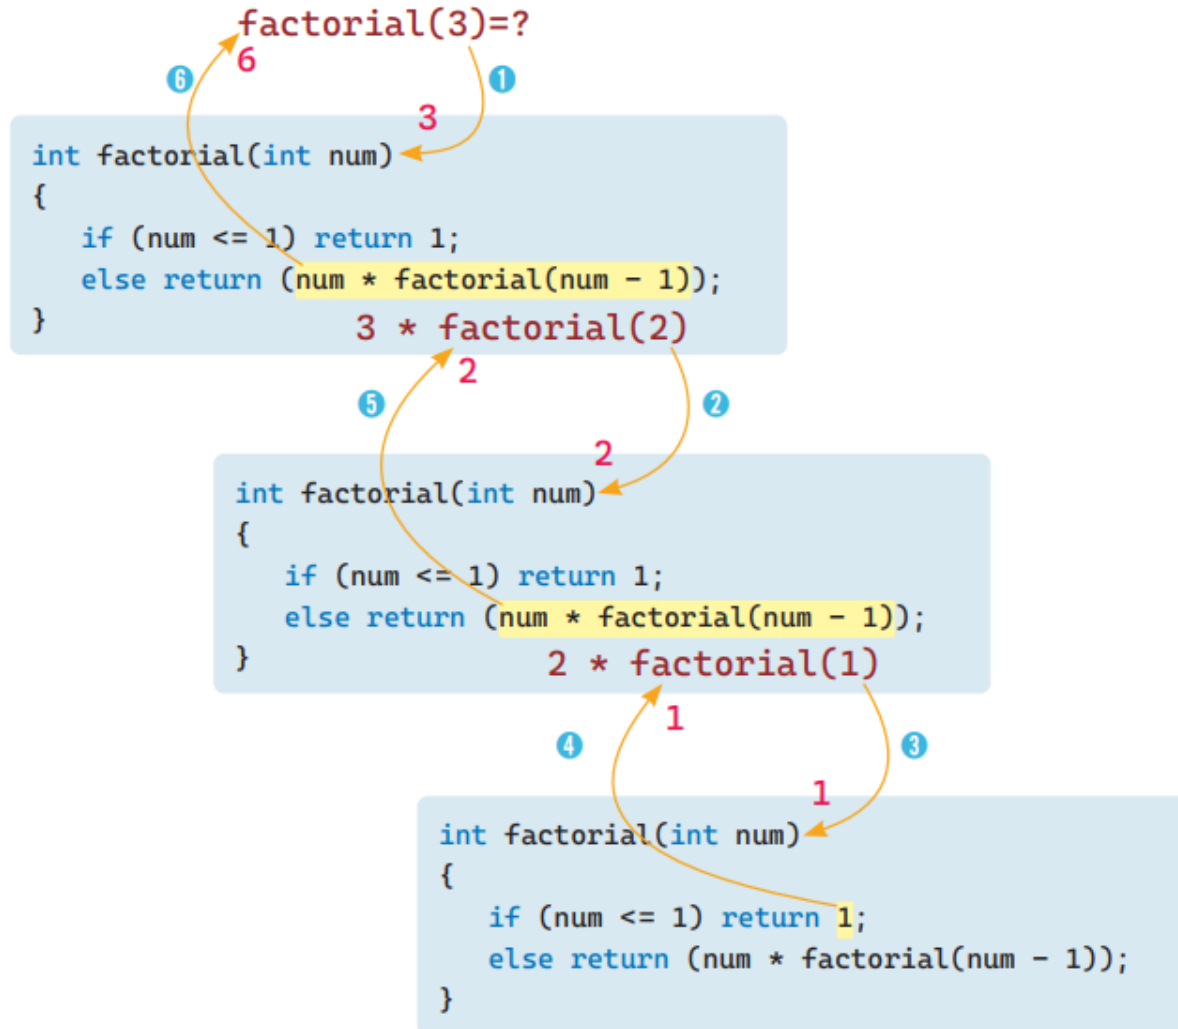 factorial(3)=?
6
❻ ❶
3
int factorial(int num)
{
if (num <= 1) return 1;
else return (num * factorial(num - 1));
}
3 * factorial(2)
2
❺ ❷
2
int factorial(int num)
{
if (num <= 1) return 1;
else return (num * factorial(num - 1));
}
2 * factorial(1)
1
❹ ❸
1
int factorial(int num)
{
if (num <= 1) return 1;
else return (num * factorial(num - 1));
}